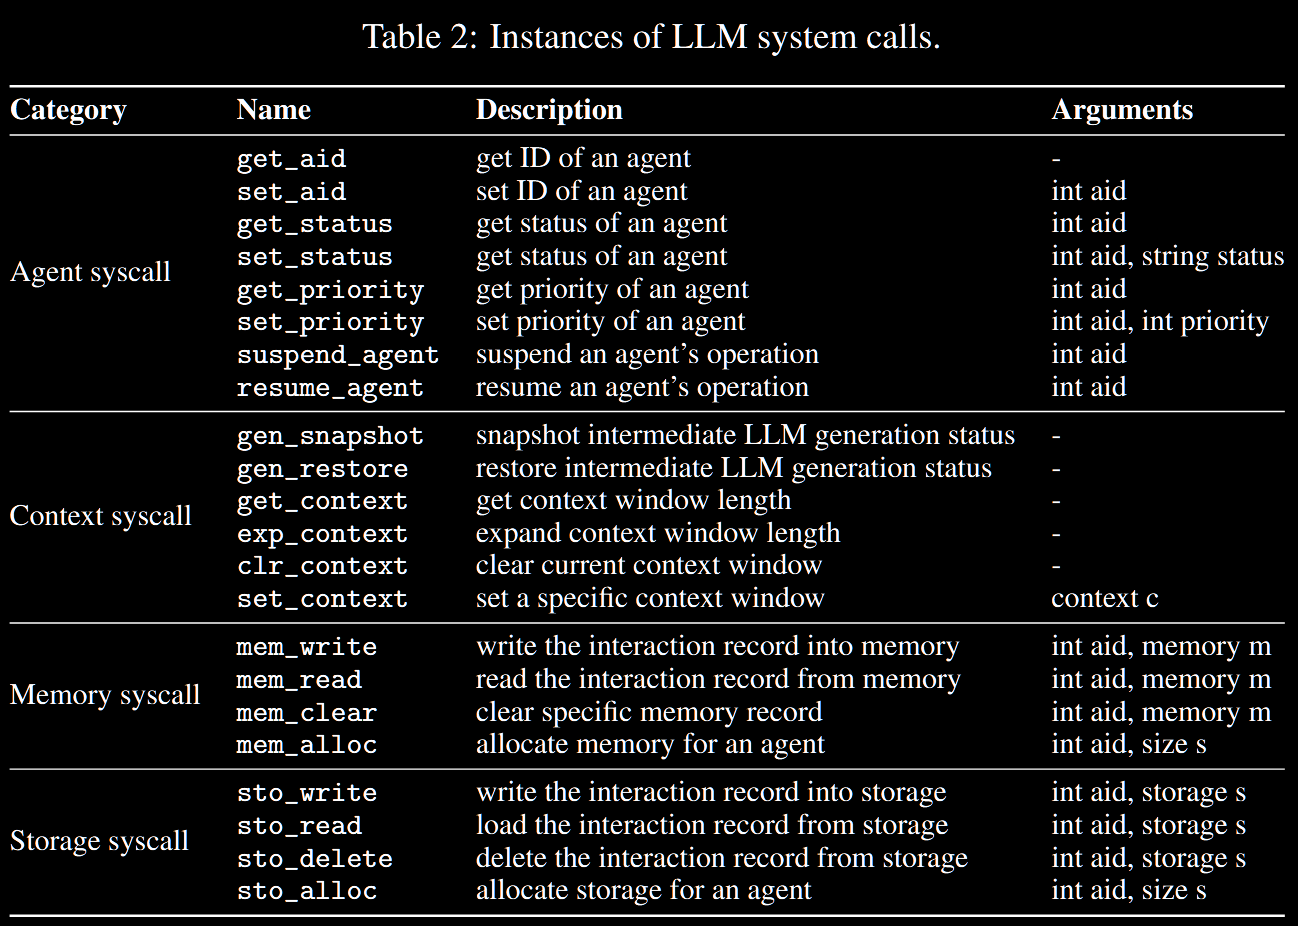 Table 2: Instances of LLM system calls.
Category Name Description Arguments
get_aid get ID of an agent -
set_aid set ID of an agent int aid
get_status get status of an agent int aid
set_status get status of an agent int aid, string status
Agent syscall
get_priority get priority of an agent int aid
set_priority set priority of an agent int aid, int priority
suspend_agent suspend an agent’s operation int aid
resume_agent resume an agent’s operation int aid
gen_snapshot snapshot intermediate LLM generation status -
gen_restore restore intermediate LLM generation status -
get_context get context window length -
Context syscall
exp_context expand context window length -
clr_context clear current context window -
set_context set a specific context window context c
mem_write write the interaction record into memory int aid, memory m
mem_read read the interaction record from memory int aid, memory m
Memory syscall
mem_clear clear specific memory record int aid, memory m
mem_alloc allocate memory for an agent int aid, size s
sto_write write the interaction record into storage int aid, storage s
sto_read load the interaction record from storage int aid, storage s
Storage syscall
sto_delete delete the interaction record from storage int aid, storage s
sto_alloc allocate storage for an agent int aid, size s